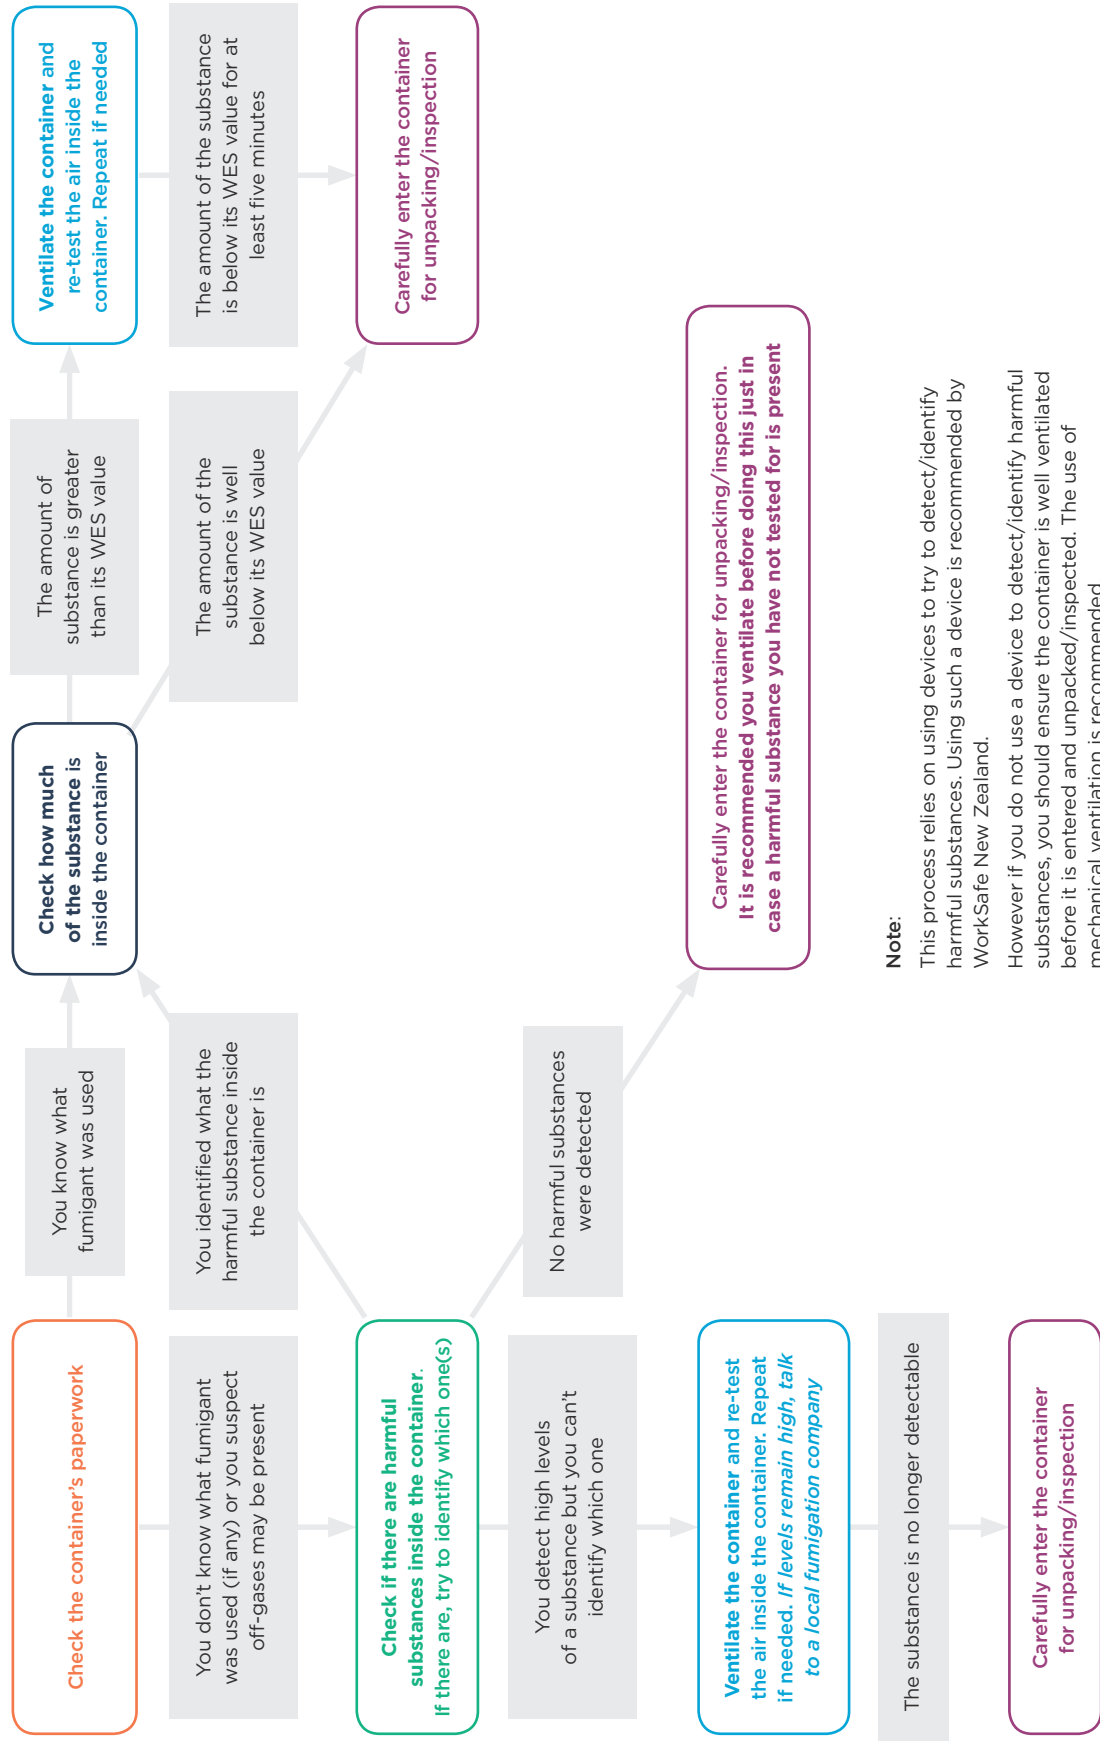 Check the container's paperwork
You know what
fumigant was used
Check how much
of the substance is
inside the container
The amount of
substance is greater
than its WES value
Ventilate the container and
re-test the air inside the
container. Repeat if needed
You don't know what fumigant
was used (if any) or you suspect
off-gases may be present
You identified what the
harmful substance inside
the container is
The amount of the
substance is well
below its WES value
The amount of the substance
is below its WES value for at
least five minutes
Check if there are harmful
substances inside the container.
If there are, try to identify which one(s)
Carefully enter the container
for unpacking/inspection
You detect high levels
of a substance but you can't
identify which one
No harmful substances
were detected
Ventilate the container and re-test
the air inside the container. Repeat
if needed. If levels remain high, talk
to a local fumigation company
Carefully enter the container for unpacking/inspection.
It is recommended you ventilate before doing this just in
case a harmful substance you have not tested for is present
The substance is no longer detectable
Carefully enter the container
for unpacking/inspection
Note:
This process relies on using devices to try to detect/identify
harmful substances. Using such a device is recommended by
WorkSafe New Zealand.
However if you do not use a device to detect/identify harmful
substances, you should ensure the container is well ventilated
before it is entered and unpacked/inspected. The use of
mechanical ventilation is recommended